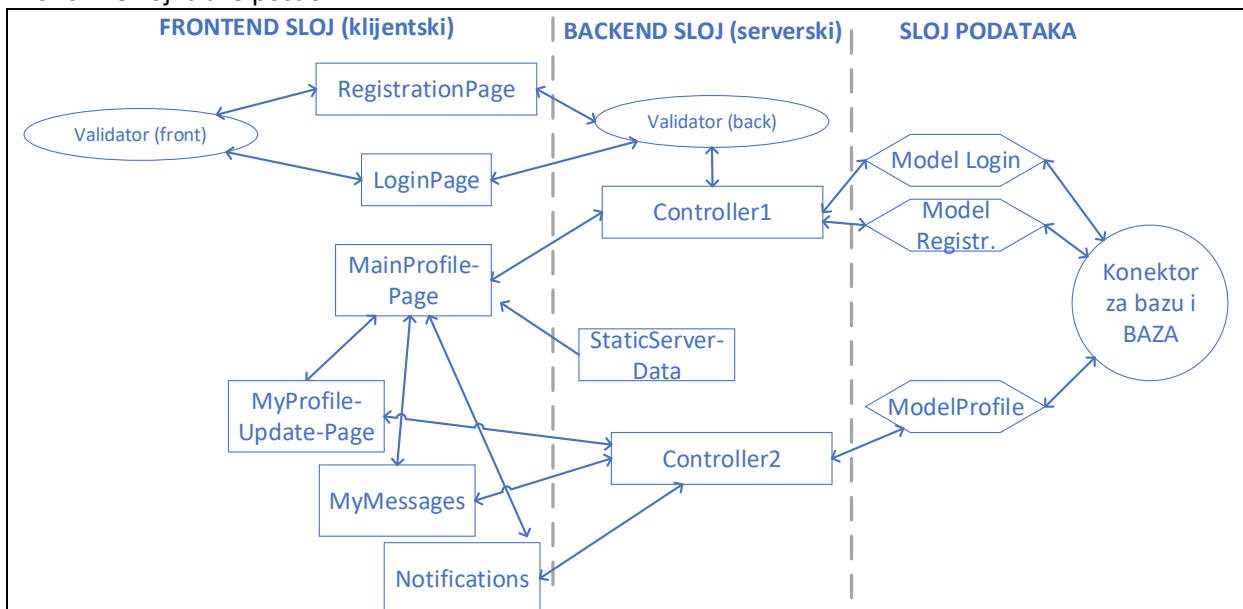 FRONTEND SLOJ (klijentski)
BACKEND SLOJ (serverski)
SLOJ PODATAKA
RegistrationPage
Validator (front)
Validator (back)
LoginPage
Model Login
Controller1
Model
Registr.
MainProfile-
Page
Konektor
za bazu i
BAZA
StaticServer-
Data
MyProfile-
Update-Page
ModelProfile
Controller2
MyMessages
Notifications